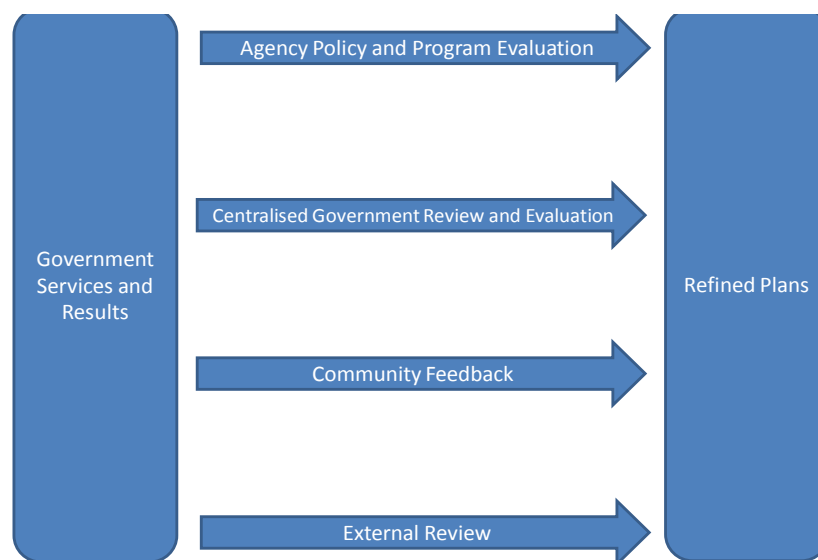 Agency Policy and Program Evaluation
Centralised Government Review and Evaluation
Government
Services and
Results
Refined Plans
Community Feedback
External Review